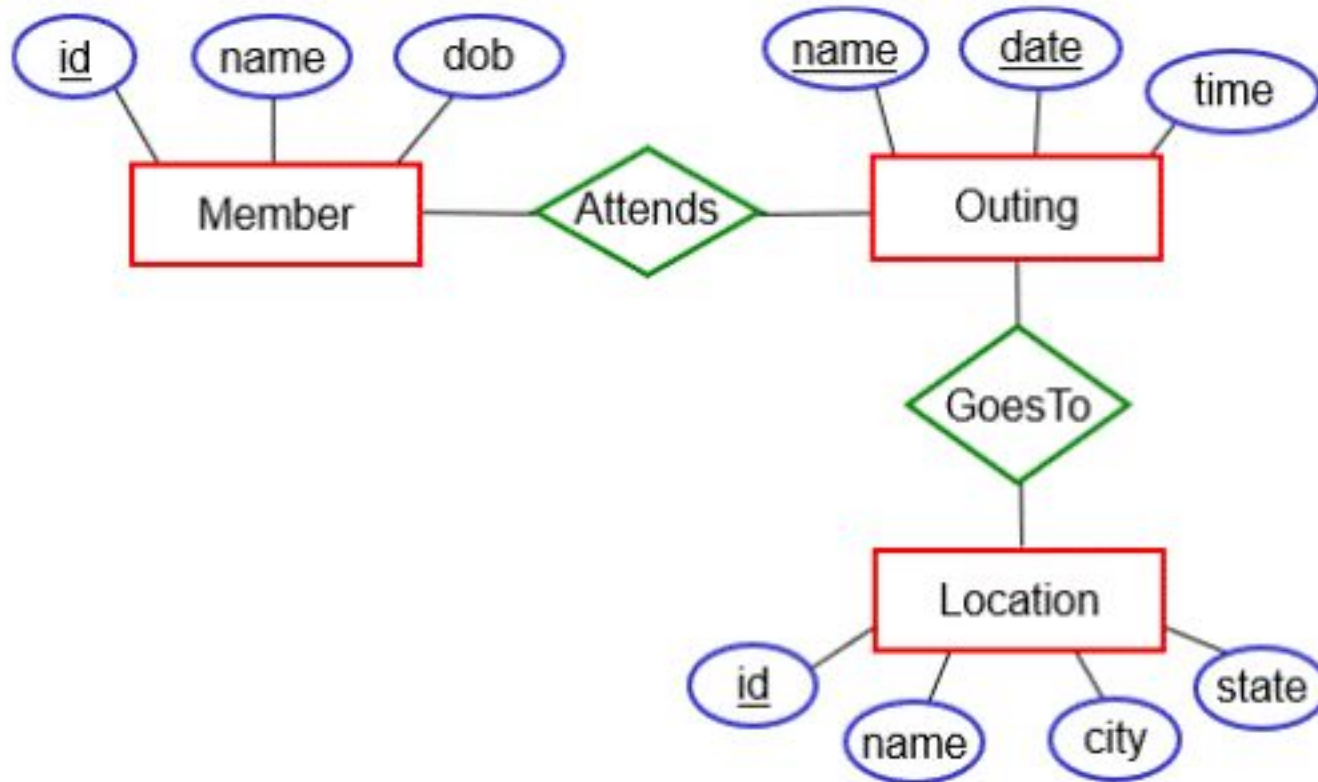 id
name
dob
name
date
time
Member
Attends
Outing
GoesTo
Location
id
name
city
state